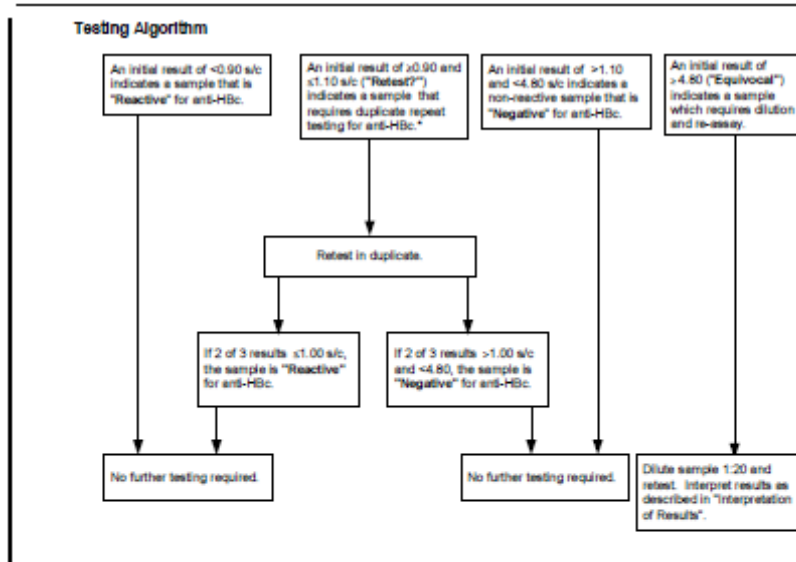 Testing Algorithm
An initial result of <0.90 s/c
indicates a sample that is
"Reactive" for anti-HBc.
An initial result of ≥0.90 and
≤1.10 s/c ("Retest?")
indicates a sample that
requires duplicate repeat
testing for anti-HBc.*
An initial result of >1.10
and <4.80 s/c indicates a
non-reactive sample that is
"Negative" for anti-HBc.
An initial result of
≥4.80 ("Equivocal")
indicates a sample
which requires dilution
and re-assay.
Retest in duplicate.
If 2 of 3 results ≤1.00 s/c,
the sample is "Reactive"
for anti-HBc.
If 2 of 3 results >1.00 s/c
and <4.80, the sample is
"Negative" for anti-HBc.
No further testing required.
No further testing required.
Dilute sample 1:20 and
retest. Interpret results as
described in "Interpretation
of Results".